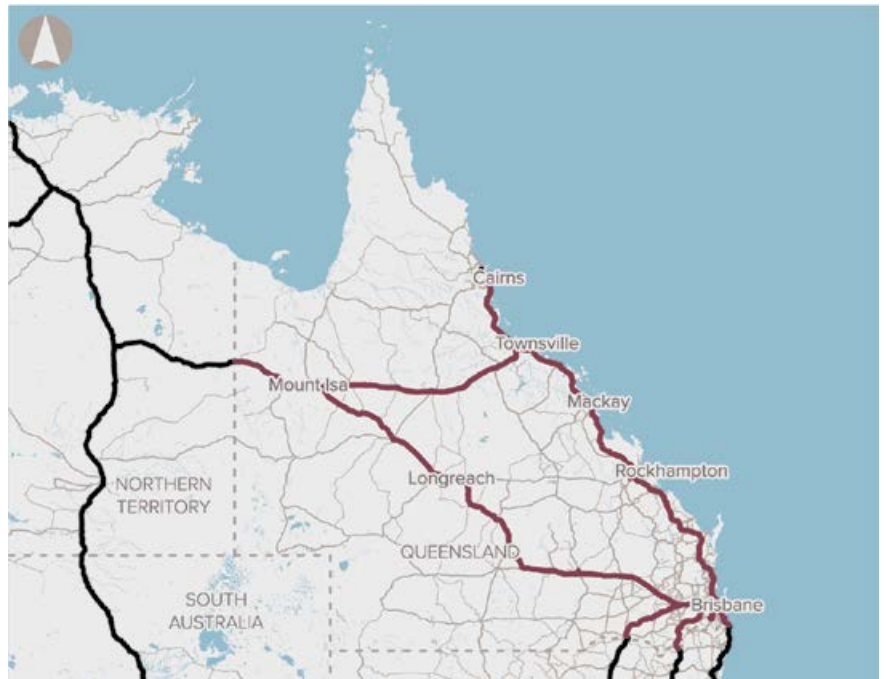 Cairns
Townsville
Mount Isa
Mackay
Rockhampton
Longreach
NORTHERN
TERRITORY
QUEENSLAND
SOUTH
AUSTRALIA
Brisbane